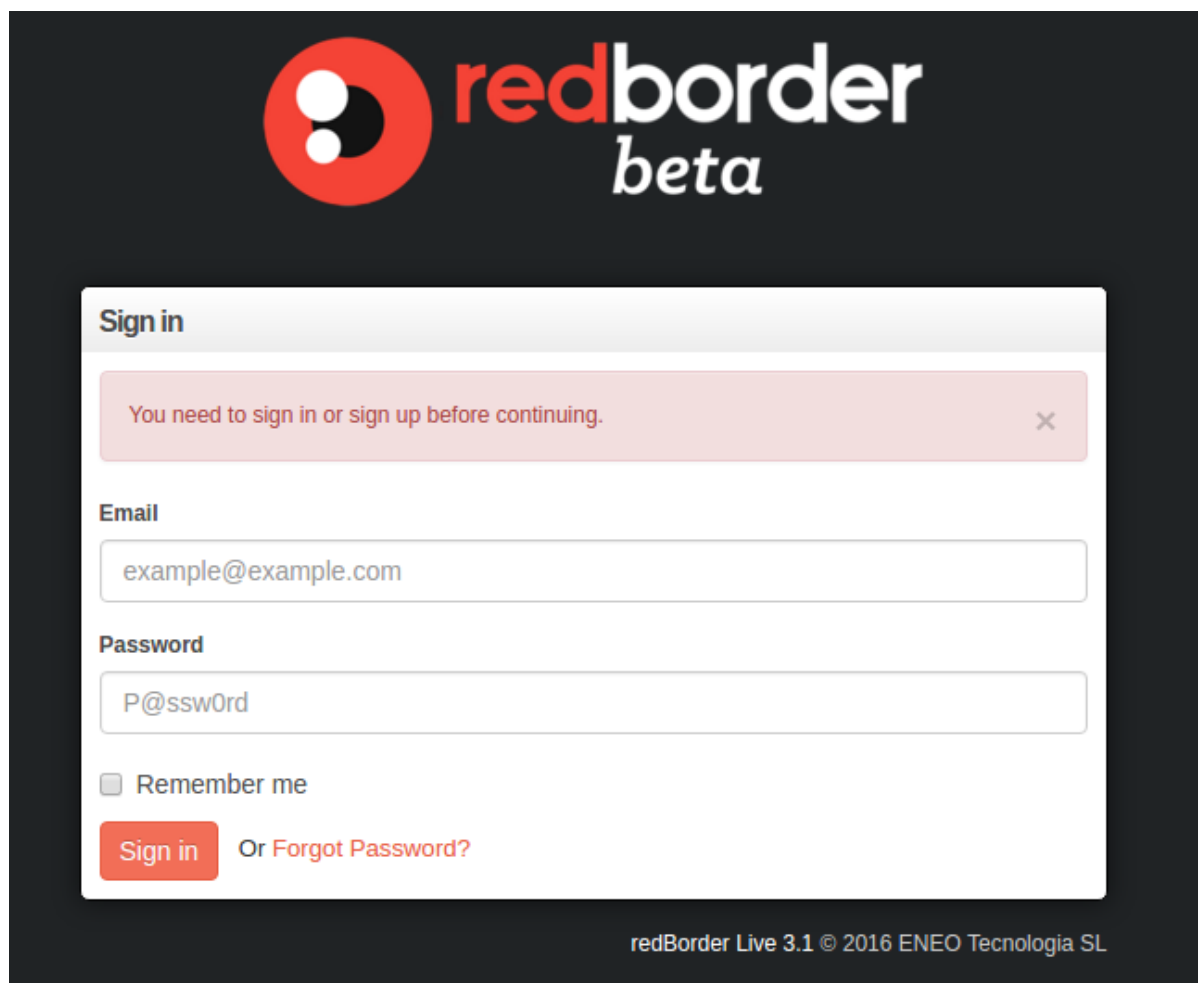 redborder
beta
Sign in
You need to sign in or sign up before continuing.
×
Email
example@example.com
Password
P@ssw0rd
Remember me
Sign in Or Forgot Password?
redBorder Live 3.1 © 2016 ENEO Tecnologia SL